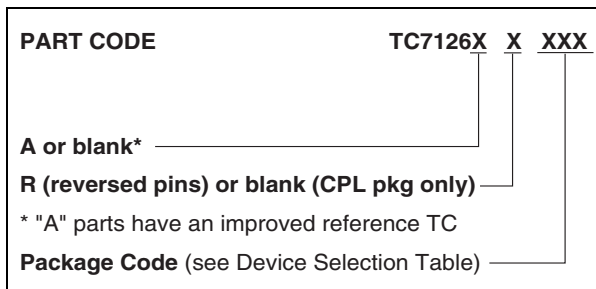 PART CODE TC7126X X XXX
A or blank*
R (reversed pins) or blank (CPL pkg only)
* "A" parts have an improved reference TC
Package Code (see Device Selection Table)